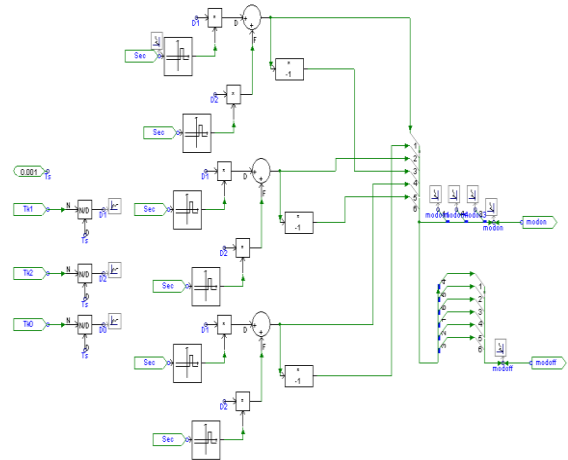 D1
×
D
+
+
F
Sec
*
-1
D2
×
Sec
0.001
Ts
D1
×
D
+
+
F
Sec
*
-1
D2
×
Sec
Tk1
N
N/D
D1
Ts
Tk2
N
N/D
D2
Ts
Tk0
N
N/D
D0
Ts
D1
×
D
+
+
F
Sec
*
-1
D2
×
Sec
1
2
3
4
5
6
modon
modon
1
2
3
4
5
6
modoff
modoff